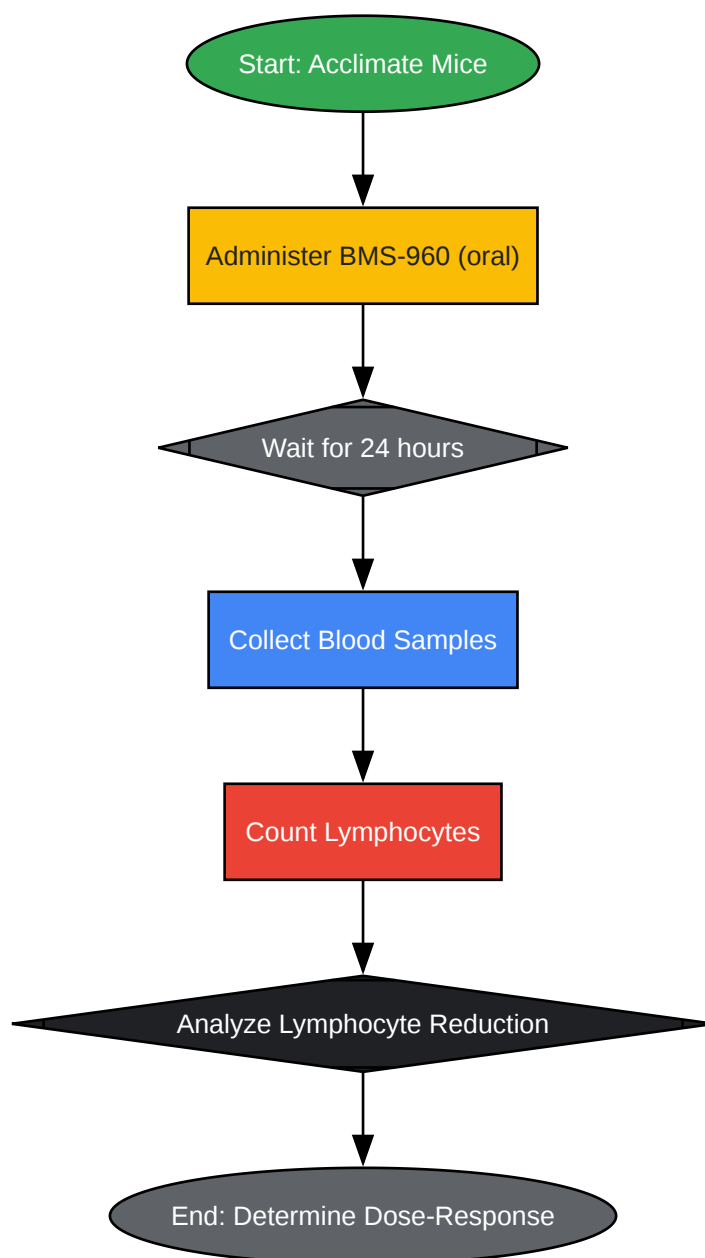 Start: Acclimate Mice
Administer BMS-960 (oral)
Wait for 24 hours
Collect Blood Samples
Count Lymphocytes
Analyze Lymphocyte Reduction
End: Determine Dose-Response